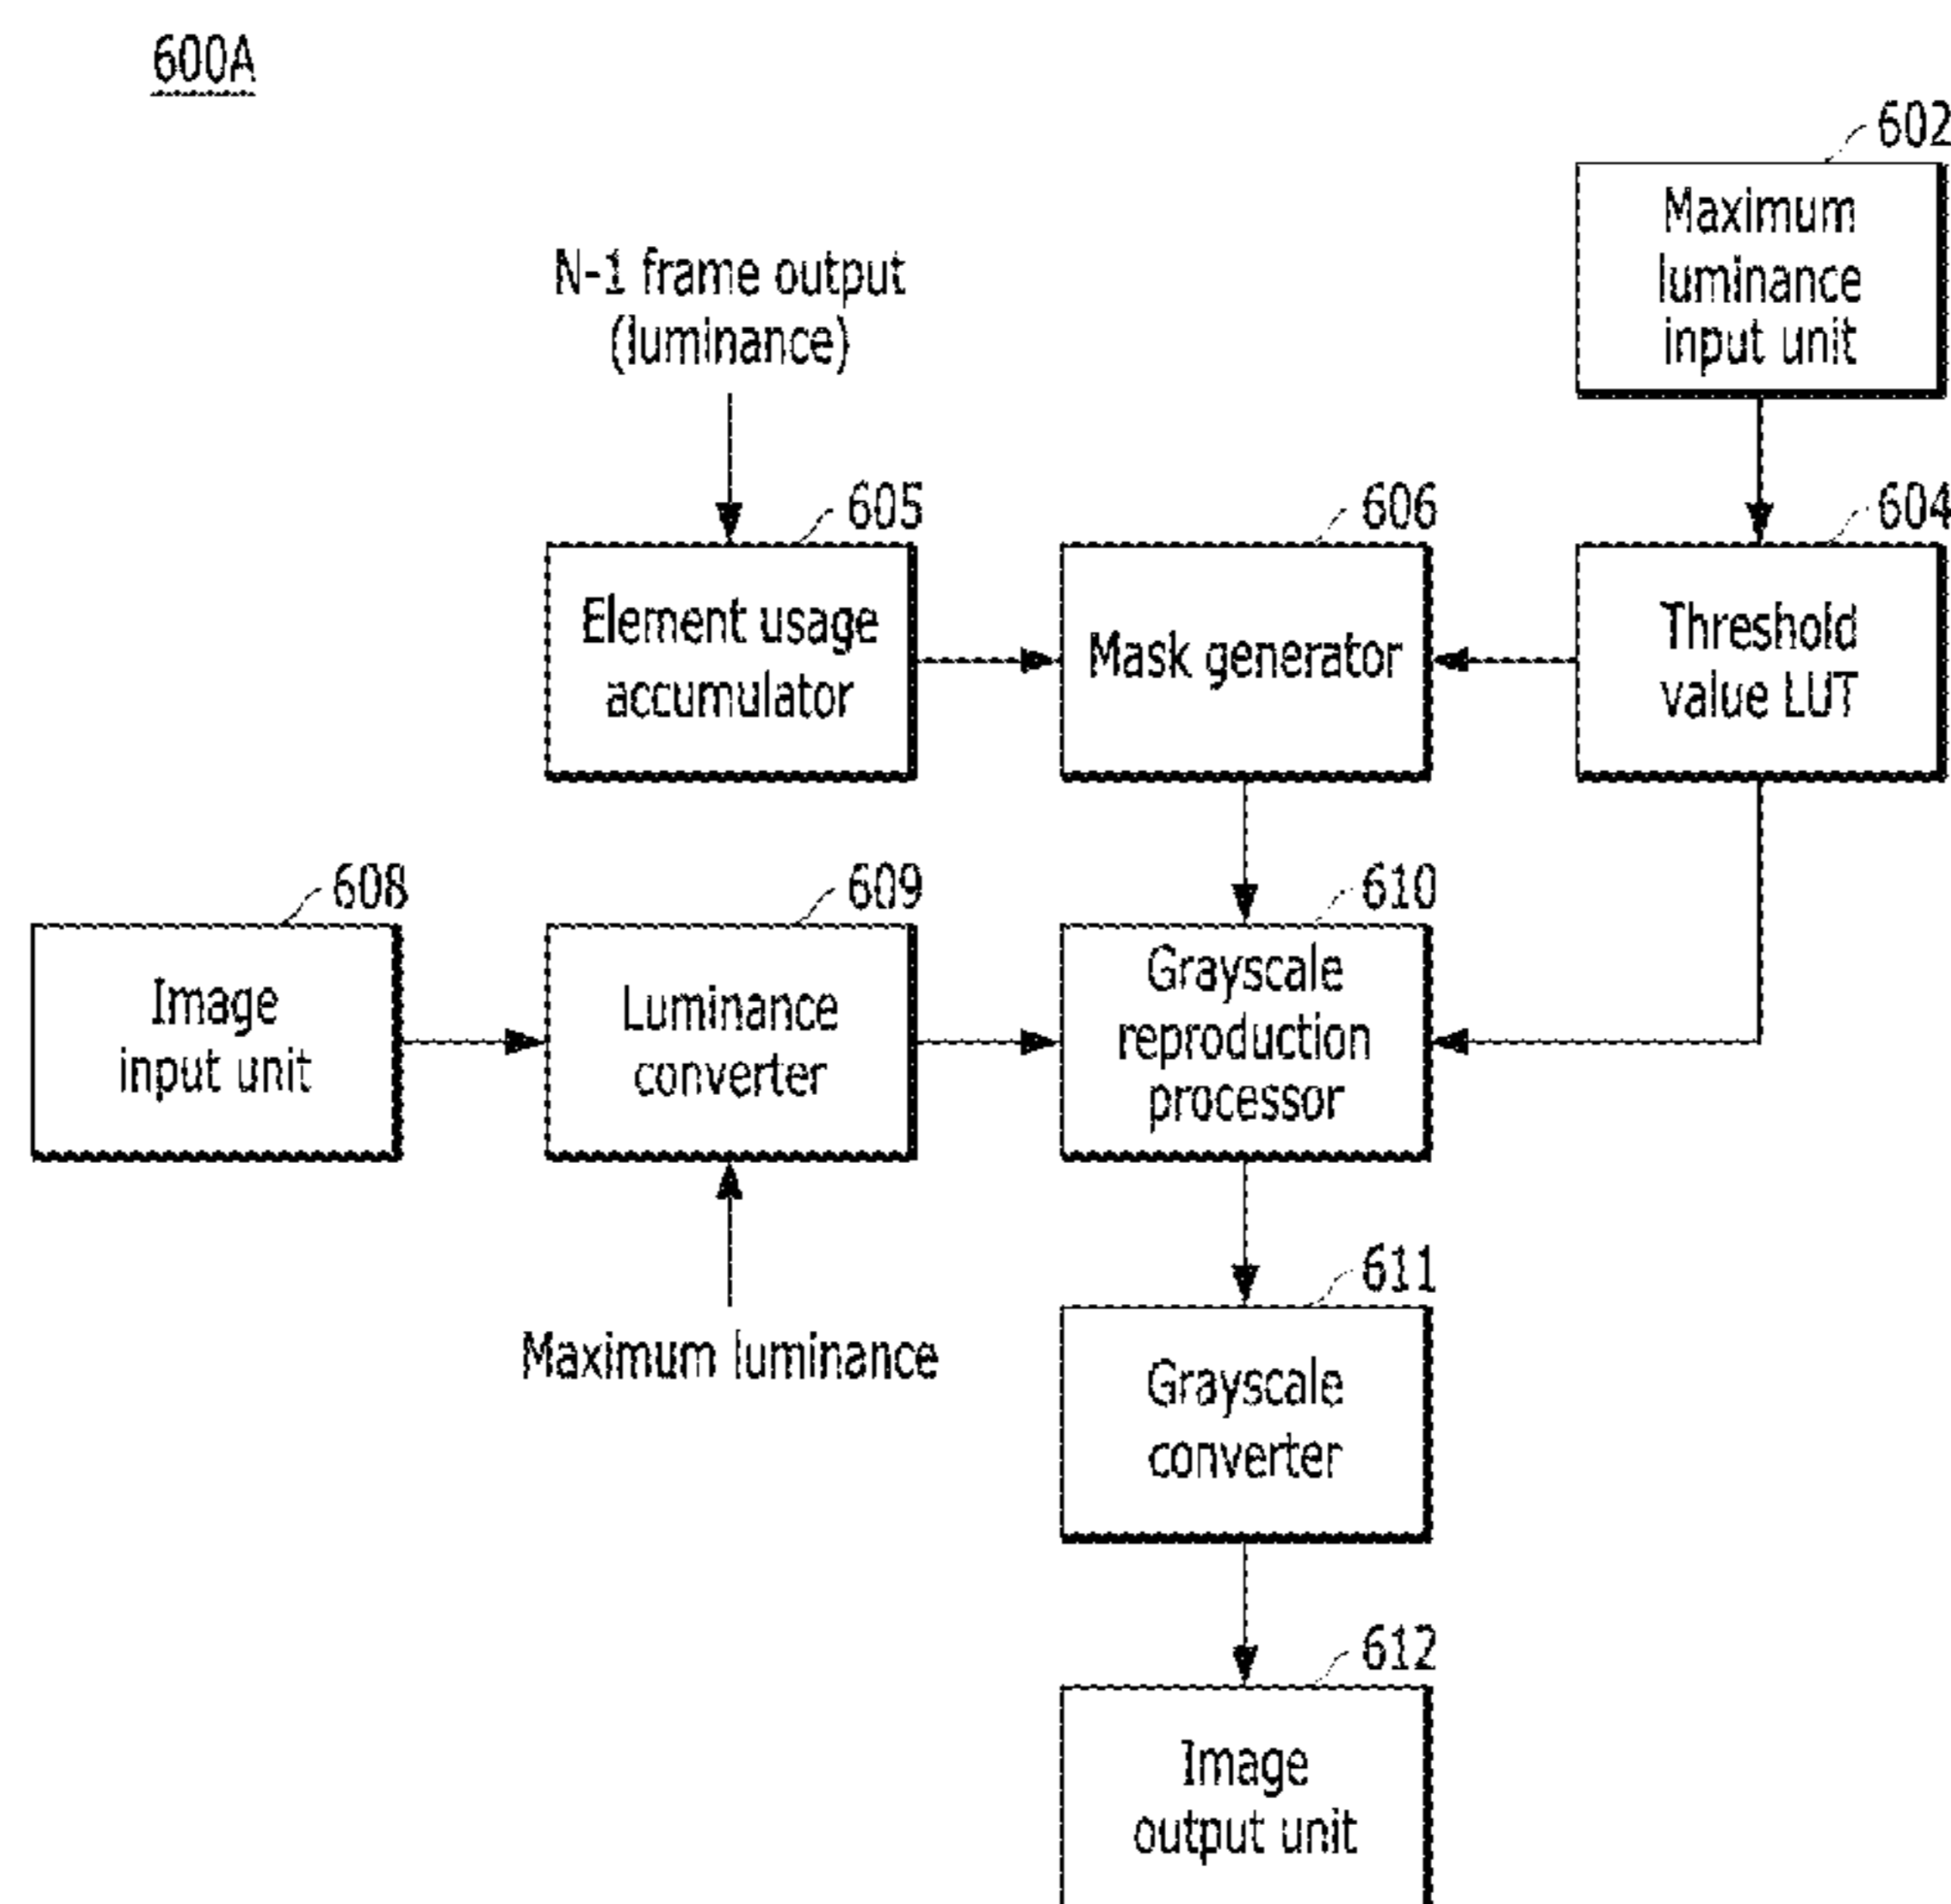 600A
602
Maximum
luminance
input unit
N-1 frame output
(luminance)
605
606
604
Element usage
accumulator
Mask generator
Threshold
value LUT
608
609
610
Image
input unit
Luminance
converter
Grayscale
reproduction
processor
Maximum luminance
611
Grayscale
converter
612
Image
output unit